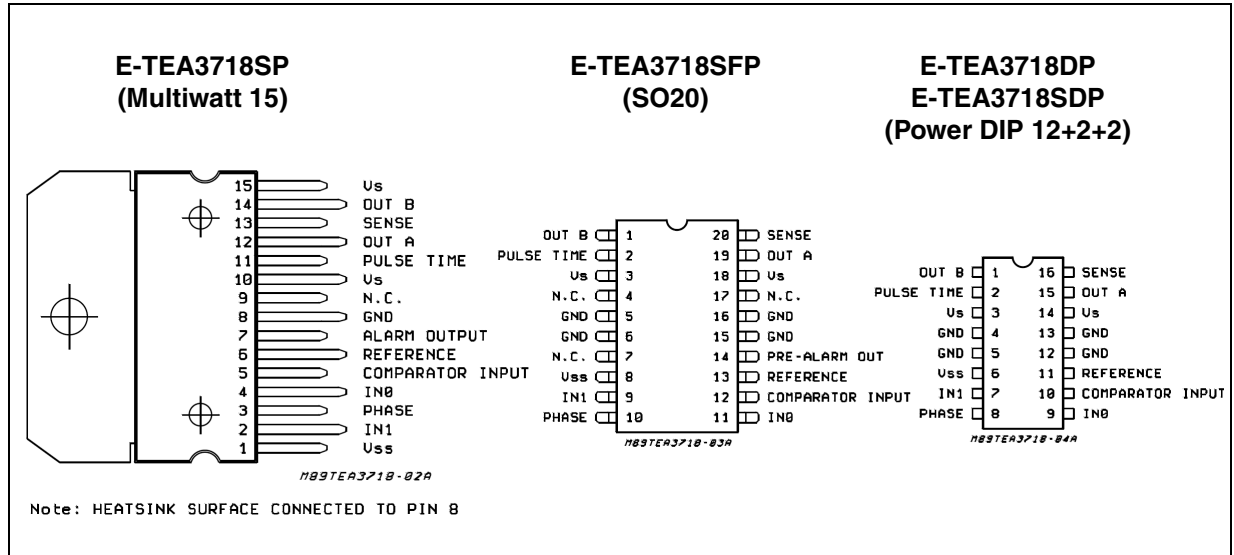 E-TEA3718SP
(Multiwatt 15)
15 Vs
14 OUT B
13 SENSE
12 OUT A
11 PULSE TIME
10 Vs
9 N.C.
8 GND
7 ALARM OUTPUT
6 REFERENCE
5 COMPARATOR INPUT
4 IN0
3 PHASE
2 IN1
1 Vss
M89TEA3718-02A
Note: HEATSINK SURFACE CONNECTED TO PIN 8
E-TEA3718SFP
(SO20)
OUT B 1 20 SENSE
PULSE TIME 2 19 OUT A
Vs 3 18 Vs
N.C. 4 17 N.C.
GND 5 16 GND
GND 6 15 GND
N.C. 7 14 PRE-ALARM OUT
Vss 8 13 REFERENCE
IN1 9 12 COMPARATOR INPUT
PHASE 10 11 IN0
M89TEA3718-03A
E-TEA3718DP
E-TEA3718SDP
(Power DIP 12+2+2)
OUT B 1 16 SENSE
PULSE TIME 2 15 OUT A
Vs 3 14 Vs
GND 4 13 GND
GND 5 12 GND
Vss 6 11 REFERENCE
IN1 7 10 COMPARATOR INPUT
PHASE 8 9 IN0
M89TEA3718-04A